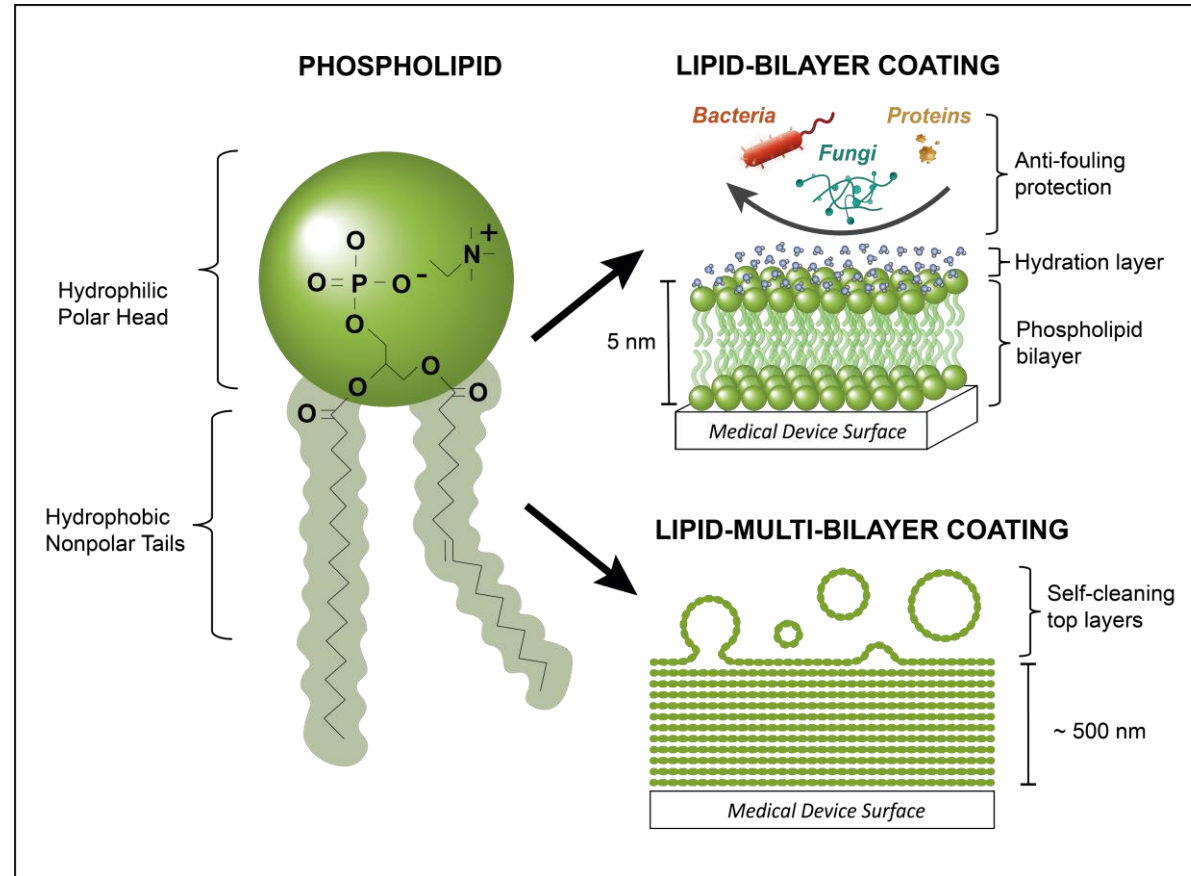 PHOSPHOLIPID
Hydrophilic
Polar Head
Hydrophobic
Nonpolar Tails
O
O
P
O
-
N
+
O
O
O
O
O
LIPID-BILAYER COATING
Bacteria
Proteins
Fungi
Anti-fouling
protection
Hydration layer
5 nm
Phospholipid
bilayer
Medical Device Surface
LIPID-MULTI-BILAYER COATING
Self-cleaning
top layers
~ 500 nm
Medical Device Surface